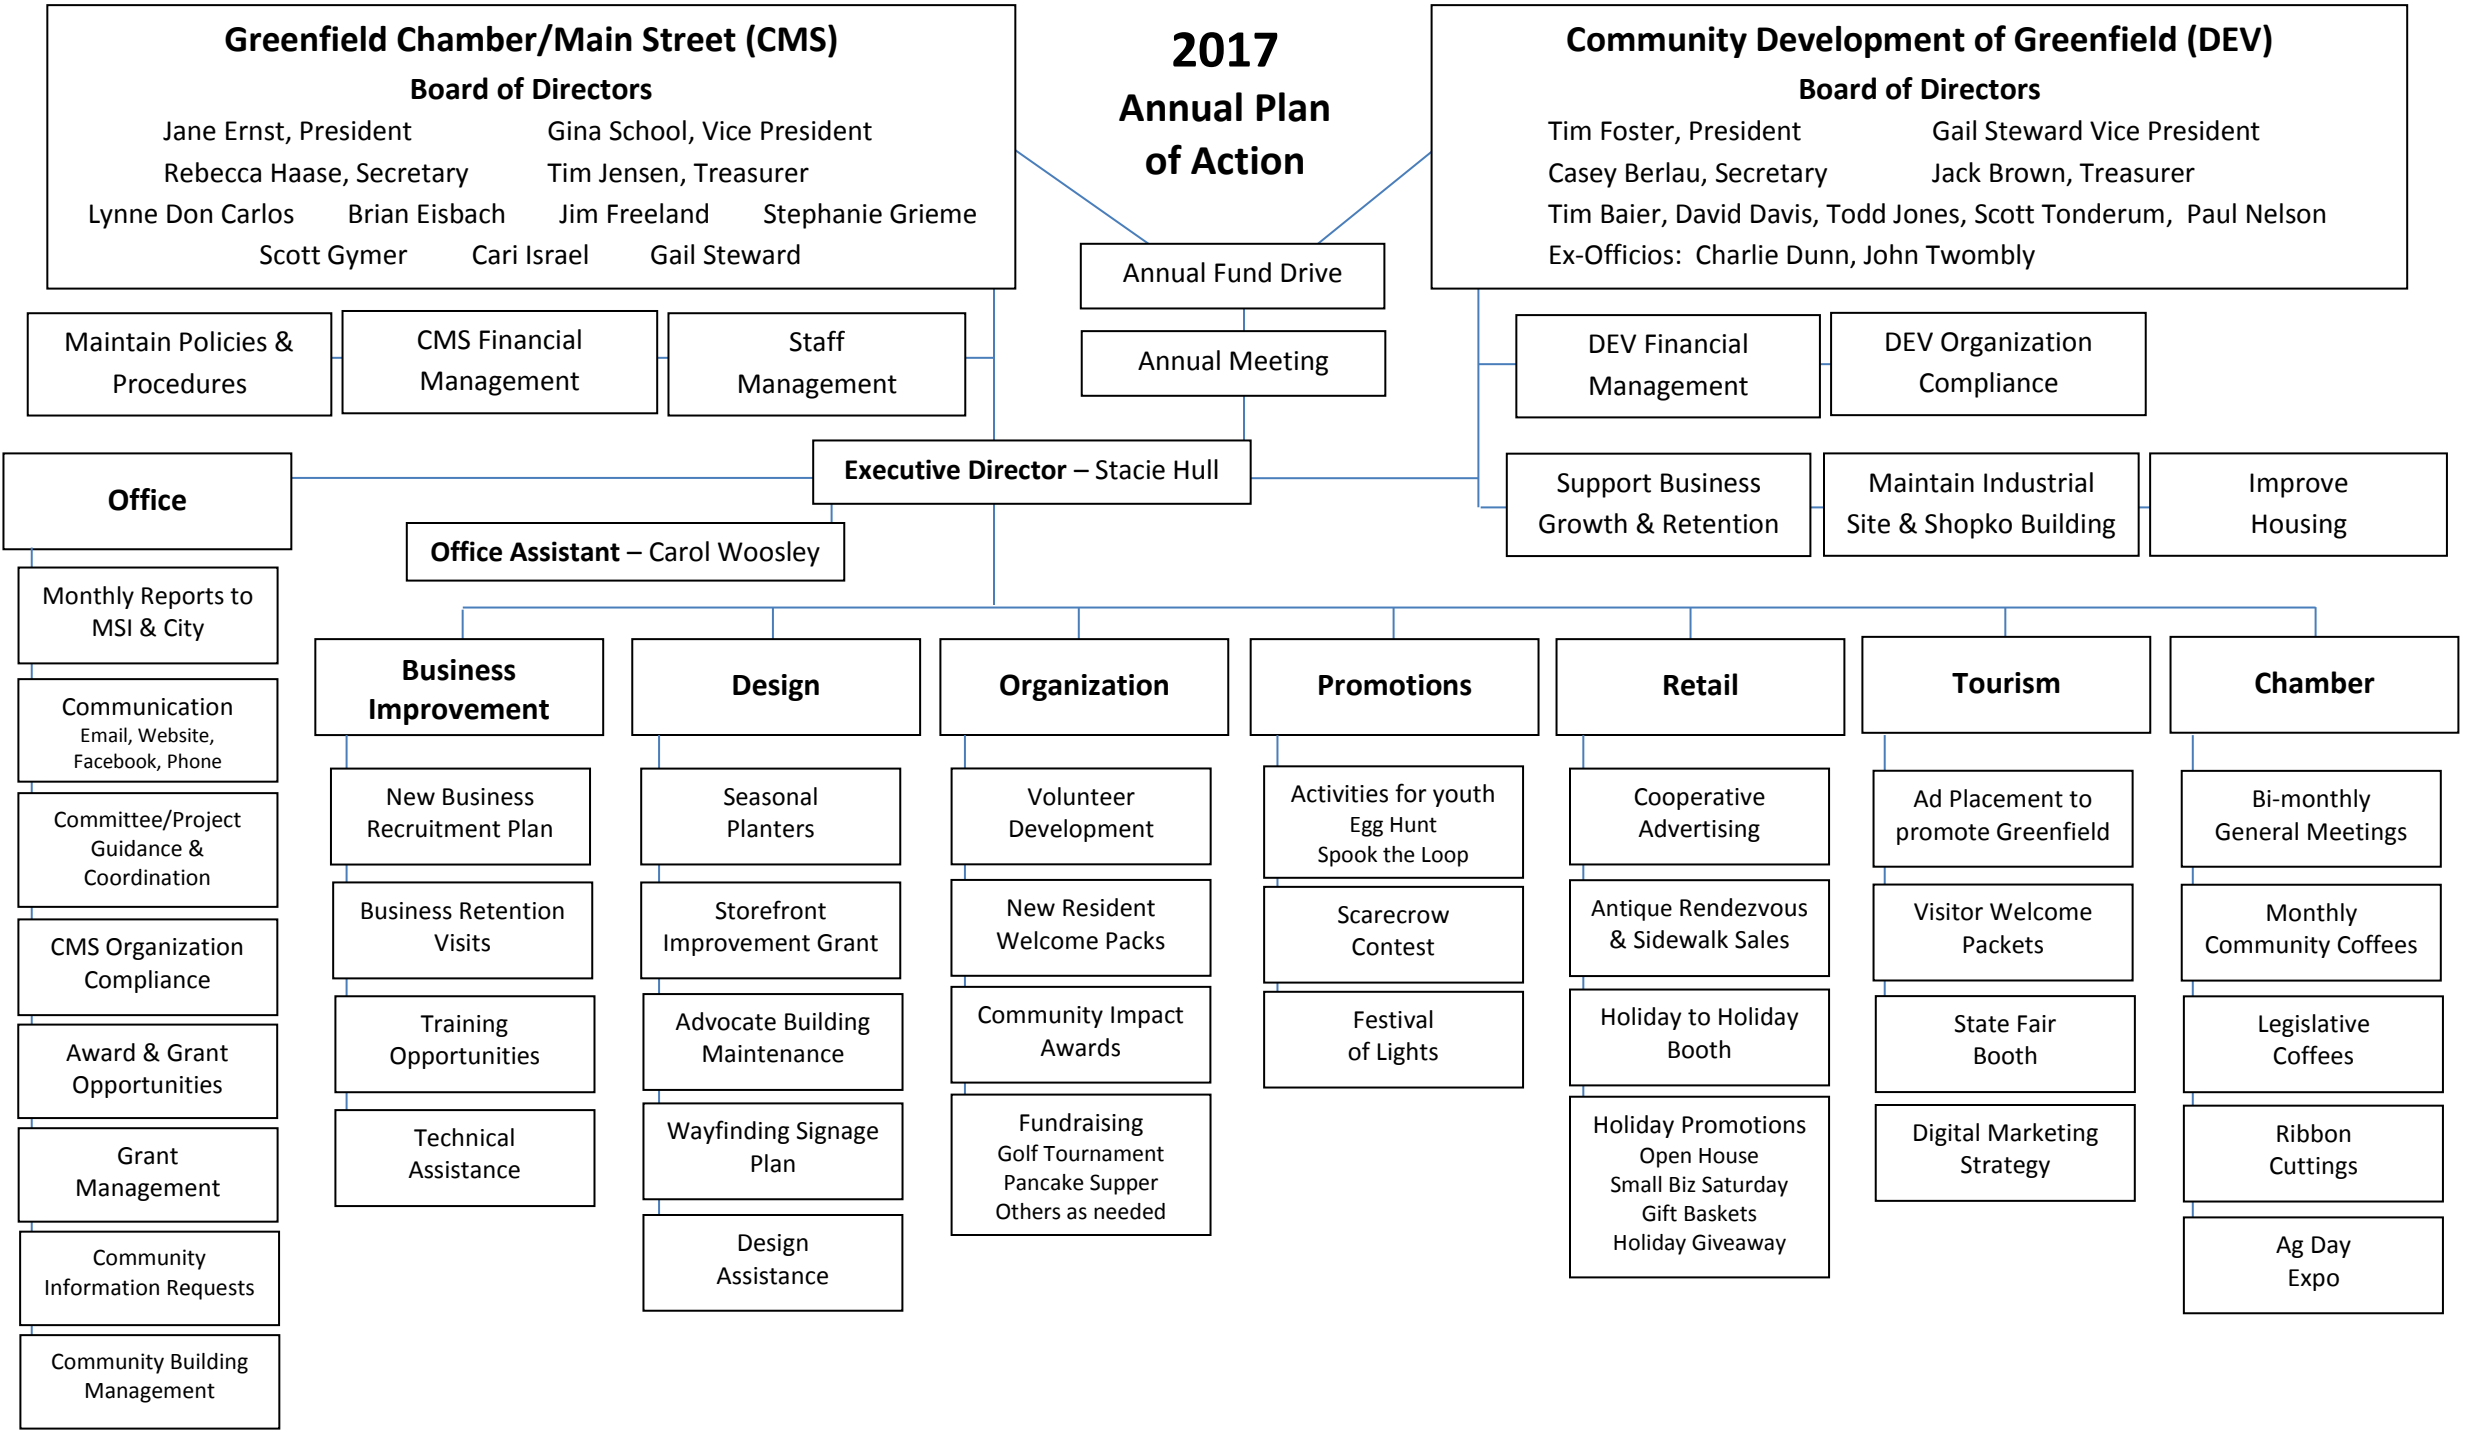 Greenfield Chamber/Main Street (CMS)
Board of Directors
Jane Ernst, President Gina School, Vice President
Rebecca Haase, Secretary Tim Jensen, Treasurer
Lynne Don Carlos Brian Eisbach Jim Freeland Stephanie Grieme
Scott Gymer Cari Israel Gail Steward
2017
Annual Plan
of Action
Community Development of Greenfield (DEV)
Board of Directors
Tim Foster, President Gail Steward Vice President
Casey Berlau, Secretary Jack Brown, Treasurer
Tim Baier, David Davis, Todd Jones, Scott Tonderum, Paul Nelson
Ex-Officios: Charlie Dunn, John Twombly
Annual Fund Drive
Annual Meeting
Maintain Policies &
Procedures
CMS Financial
Management
Staff
Management
DEV Financial
Management
DEV Organization
Compliance
Executive Director – Stacie Hull
Office Assistant – Carol Woosley
Support Business
Growth & Retention
Maintain Industrial
Site & Shopko Building
Improve
Housing
Office
Monthly Reports to
MSI & City
Communication
Email, Website,
Facebook, Phone
Committee/Project
Guidance &
Coordination
CMS Organization
Compliance
Award & Grant
Opportunities
Grant
Management
Community
Information Requests
Community Building
Management
Business
Improvement
New Business
Recruitment Plan
Business Retention
Visits
Training
Opportunities
Technical
Assistance
Design
Seasonal
Planters
Storefront
Improvement Grant
Advocate Building
Maintenance
Wayfinding Signage
Plan
Design
Assistance
Organization
Volunteer
Development
New Resident
Welcome Packs
Community Impact
Awards
Fundraising
Golf Tournament
Pancake Supper
Others as needed
Promotions
Activities for youth
Egg Hunt
Spook the Loop
Scarecrow
Contest
Festival
of Lights
Retail
Cooperative
Advertising
Antique Rendezvous
& Sidewalk Sales
Holiday to Holiday
Booth
Holiday Promotions
Open House
Small Biz Saturday
Gift Baskets
Holiday Giveaway
Tourism
Ad Placement to
promote Greenfield
Visitor Welcome
Packets
State Fair
Booth
Digital Marketing
Strategy
Chamber
Bi-monthly
General Meetings
Monthly
Community Coffees
Legislative
Coffees
Ribbon
Cuttings
Ag Day
Expo